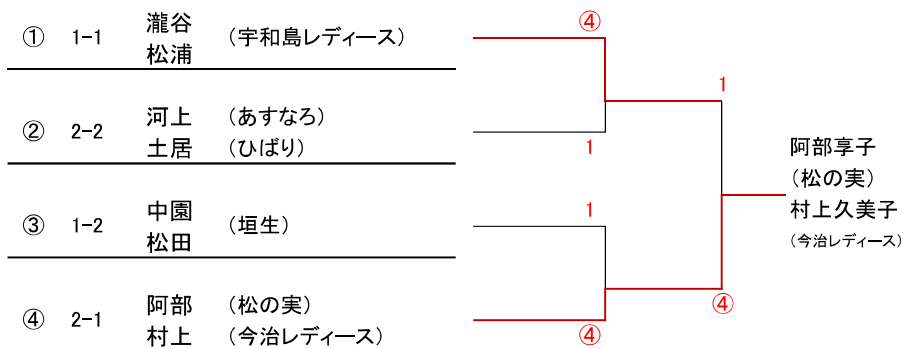 ① 1-1 瀧谷 (宇和島レディース) ④
松浦
1
② 2-2 河上 (あすなろ)
土居 (ひばり) 1
阿部享子
(松の実)
村上久美子
(今治レディース)
③ 1-2 中園 (垣生) 1
松田
④ 2-1 阿部 (松の実) ④
村上 (今治レディース) ④